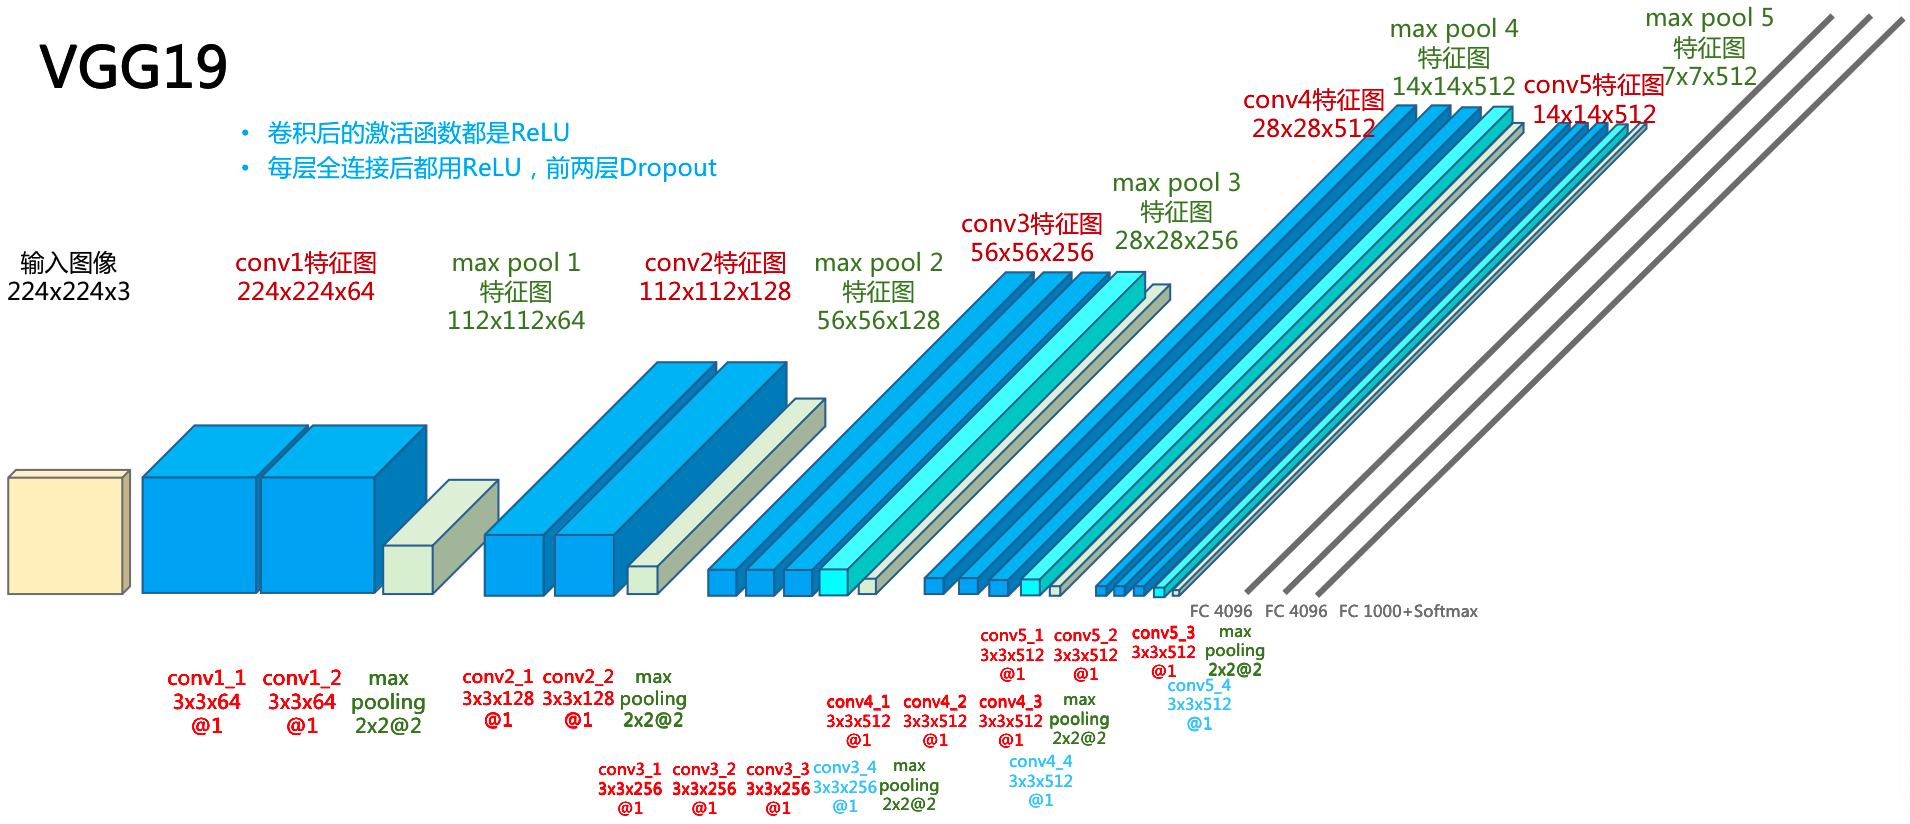 VGG19
• 卷积后的激活函数都是ReLU
• 每层全连接后都用ReLU，前两层Dropout
输入图像
224x224x3
conv1特征图
224x224x64
max pool 1
特征图
112x112x64
conv2特征图
112x112x128
max pool 2
特征图
56x56x128
conv3特征图
56x56x256
max pool 3
特征图
28x28x256
conv4特征图
28x28x512
max pool 4
特征图
14x14x512
conv5特征图
14x14x512
max pool 5
特征图
7x7x512
FC 4096 FC 4096 FC 1000+Softmax
conv1_1
3x3x64
@1
conv1_2
3x3x64
@1
max
pooling
2x2@2
conv2_1
3x3x128
@1
conv2_2
3x3x128
@1
max
pooling
2x2@2
conv3_1
3x3x256
@1
conv3_2
3x3x256
@1
conv3_3
3x3x256
@1
conv3_4
3x3x256
@1
max
pooling
2x2@2
conv4_1
3x3x512
@1
conv4_2
3x3x512
@1
conv4_3
3x3x512
@1
max
pooling
2x2@2
conv4_4
3x3x512
@1
conv5_1
3x3x512
@1
conv5_2
3x3x512
@1
conv5_3
3x3x512
@1
max
pooling
2x2@2
conv5_4
3x3x512
@1